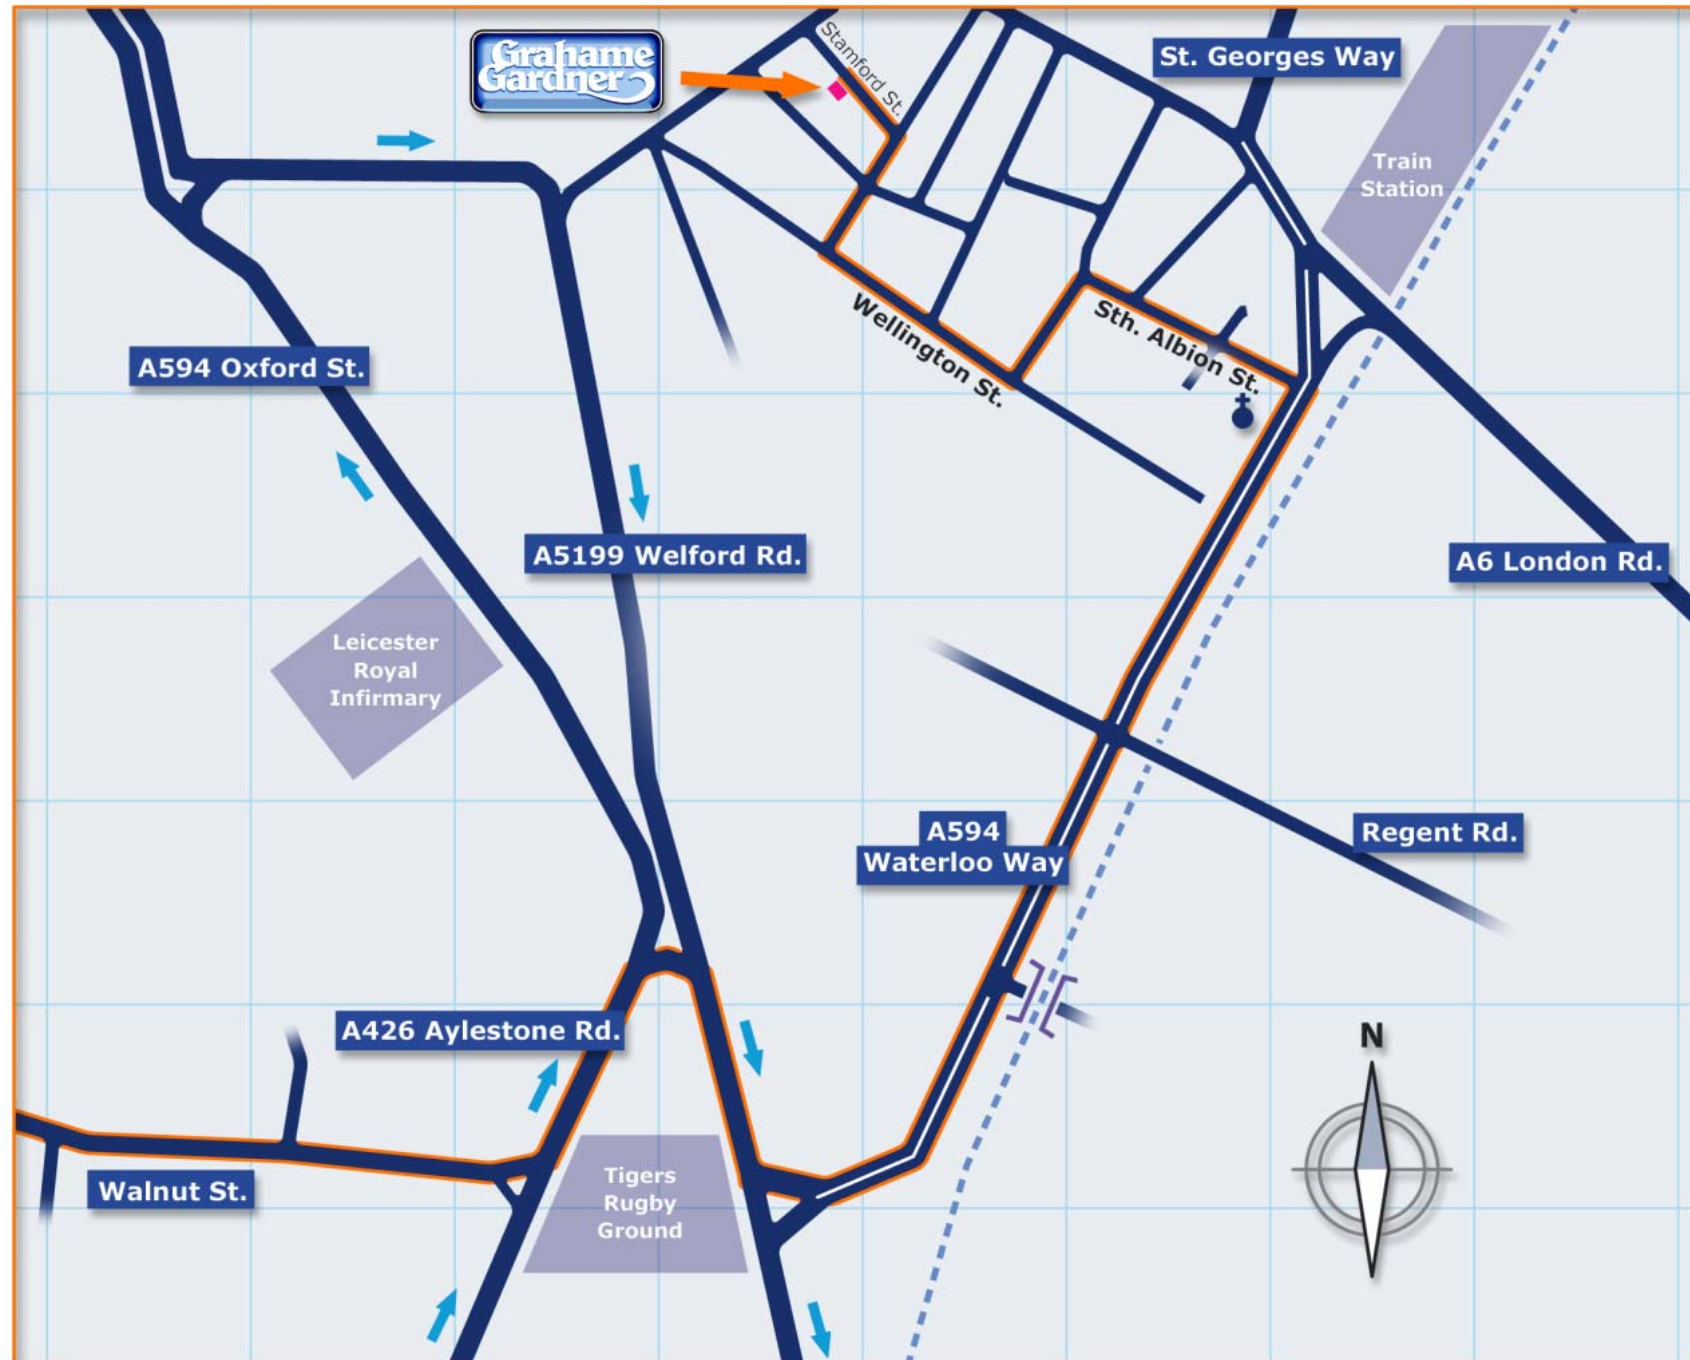 Grahame
Gardner
Stamford St.
St. Georges Way
Train
Station
Wellington St.
Sth. Albion St.
A594 Oxford St.
A5199 Welford Rd.
A6 London Rd.
Leicester
Royal
Infirmary
A594
Waterloo Way
Regent Rd.
A426 Aylestone Rd.
N
Walnut St.
Tigers
Rugby
Ground